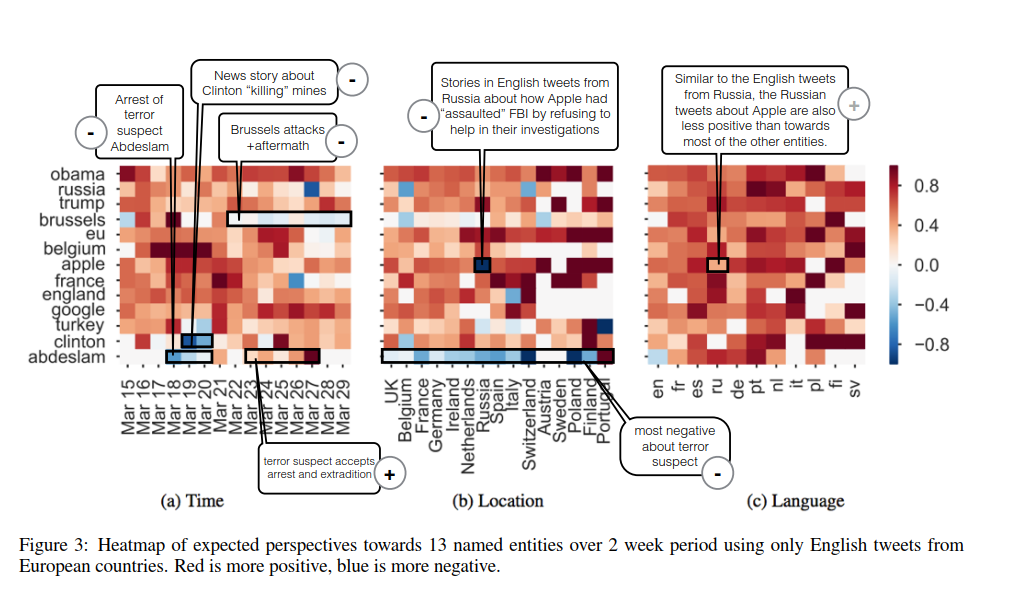 News story about
Clinton “killing” mines
-
Arrest of
terror
suspect
Abdeslam
-
Brussels attacks
+aftermath
-
Stories in English tweets from
Russia about how Apple had
“assaulted” FBI by refusing to
help in their investigations
-
Similar to the English tweets
from Russia, the Russian
tweets about Apple are also
less positive than towards
most of the other entities.
+
obama
russia
trump
brussels
eu
belgium
apple
france
england
google
turkey
clinton
abdeslam
Mar 15
Mar 16
Mar 17
Mar 18
Mar 19
Mar 20
Mar 21
Mar 22
Mar 23
Mar 24
Mar 25
Mar 26
Mar 27
Mar 28
Mar 29
UK
Belgium
France
Germany
Ireland
Netherlands
Russia
Spain
Italy
Switzerland
Austria
Sweden
Poland
Finland
Portugal
en
fr
es
ru
de
pt
nl
it
pl
fi
sv
0.8
0.4
0.0
−0.4
−0.8
terror suspect accepts
arrest and extradition
+
most negative
about terror
suspect
-
(a) Time
(b) Location
(c) Language
Figure 3: Heatmap of expected perspectives towards 13 named entities over 2 week period using only English tweets from
European countries. Red is more positive, blue is more negative.